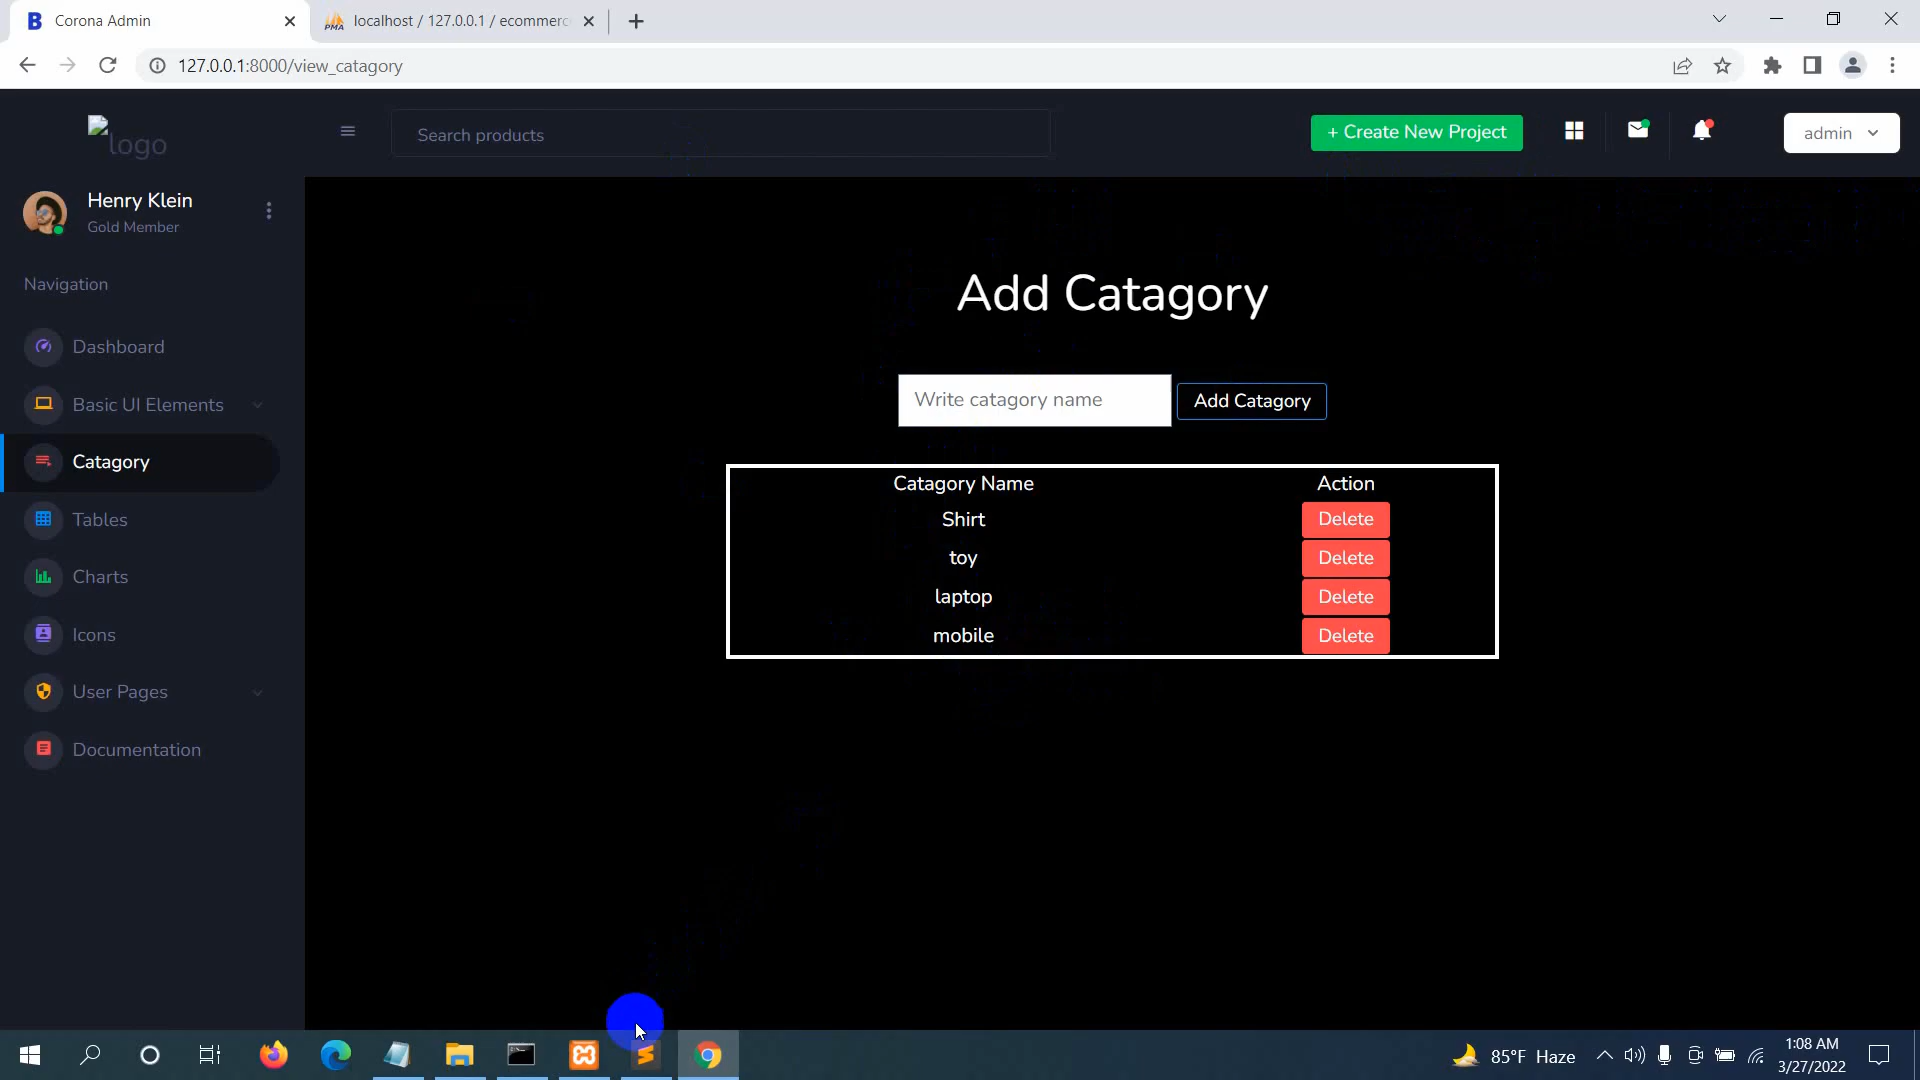 Corona Admin
localhost / 127.0.0.1 / ecommerc
127.0.0.1:8000/view_catagory
logo
Search products
+ Create New Project
admin
Henry Klein
Gold Member
Navigation
Dashboard
Basic UI Elements
Catagory
Tables
Charts
Icons
User Pages
Documentation
Add Catagory
Write catagory name
Add Catagory
Catagory Name Action
Shirt Delete
toy Delete
laptop Delete
mobile Delete
85°F Haze
1:08 AM
3/27/2022